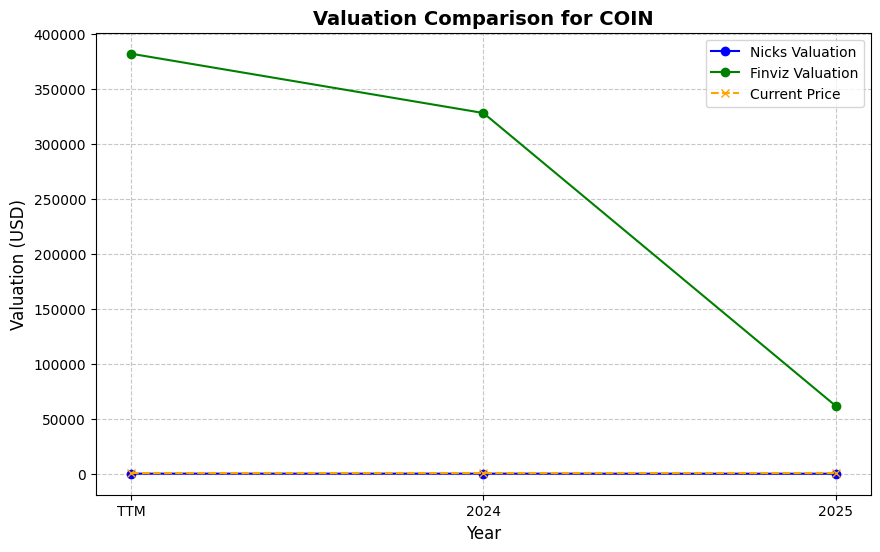 Valuation Comparison for COIN
Nicks Valuation
Finviz Valuation
Current Price
Valuation (USD)
400000
350000
300000
250000
200000
150000
100000
50000
0
TTM
2024
2025
Year